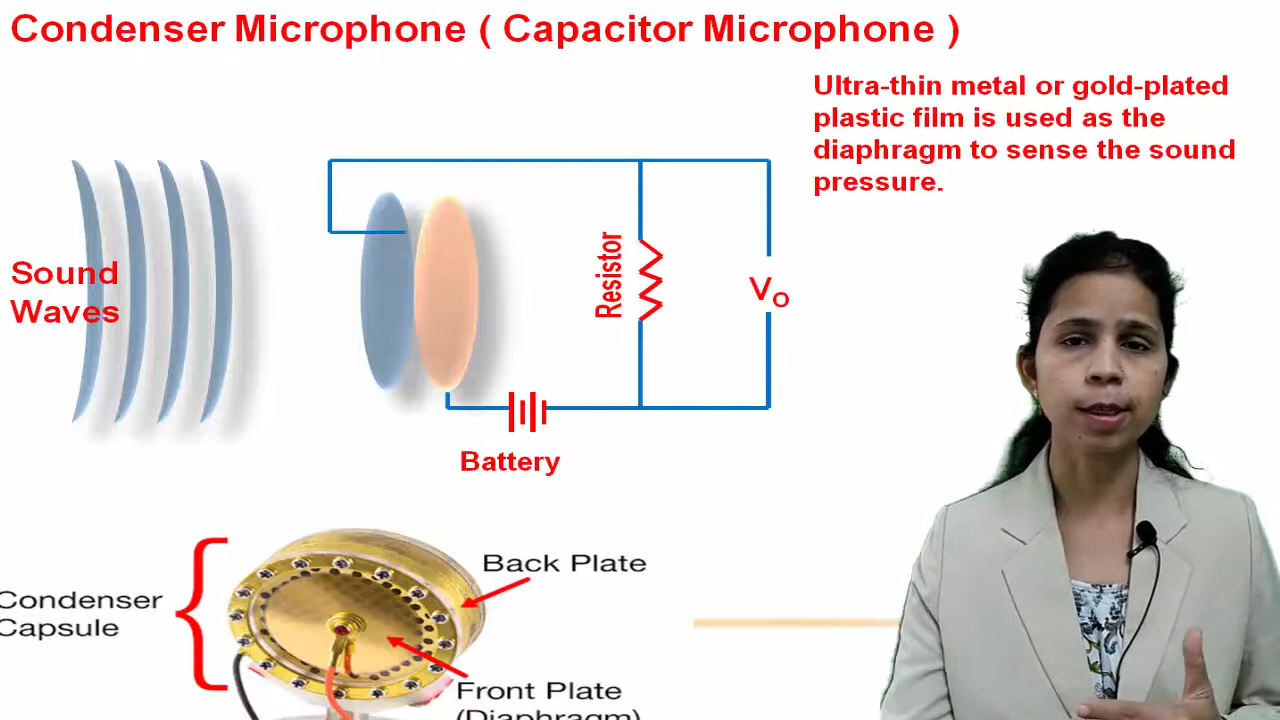 Condenser Microphone ( Capacitor Microphone )
Ultra-thin metal or gold-plated
plastic film is used as the
diaphragm to sense the sound
pressure.
Sound
Waves
Resistor
VO
Battery
Back Plate
Condenser
Capsule
Front Plate
(Diaphragm)